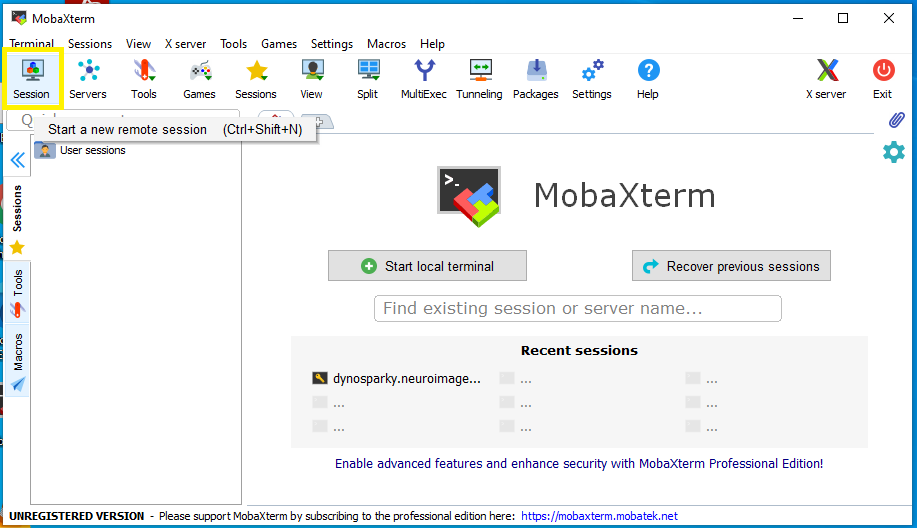 MobaXterm
Terminal Sessions View X server Tools Games Settings Macros Help
Session Servers Tools Games Sessions View Split MultiExec Tunneling Packages Settings Help X server Exit
Start a new remote session (Ctrl+Shift+N)
User sessions
Sessions
Tools
Macros
MobaXterm
Start local terminal
Recover previous sessions
Find existing session or server name...
Recent sessions
dynosparky.neuroimage... ... ...
... ... ...
... ... ...
Enable advanced features and enhance security with MobaXterm Professional Edition!
UNREGISTERED VERSION - Please support MobaXterm by subscribing to the professional edition here: https://mobaxterm.mobatek.net